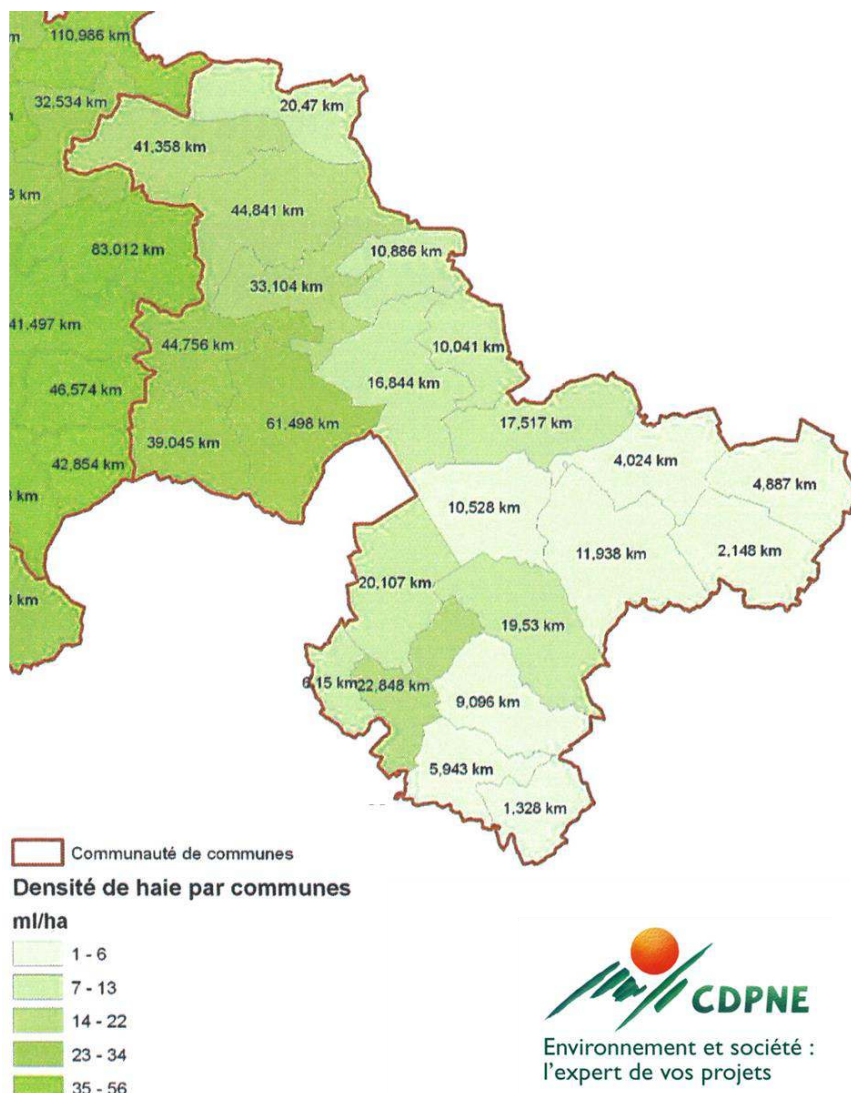 110,986 km
m
32,534 km
20,47 km
41,358 km
km
44,841 km
83,012 km
10,886 km
33,104 km
41,497 km
44,756 km
10,041 km
46,574 km
16,844 km
61,498 km
17,517 km
39,045 km
42,854 km
4,024 km
4,887 km
km
10,528 km
11,938 km
2,148 km
20,107 km
km
19,53 km
6,15 km
22,848 km
9,096 km
5,943 km
1,328 km
Communauté de communes
Densité de haie par communes
ml/ha
1 - 6
7 - 13
14 - 22
23 - 34
35 - 56
CDPNE
Environnement et société :
l'expert de vos projets